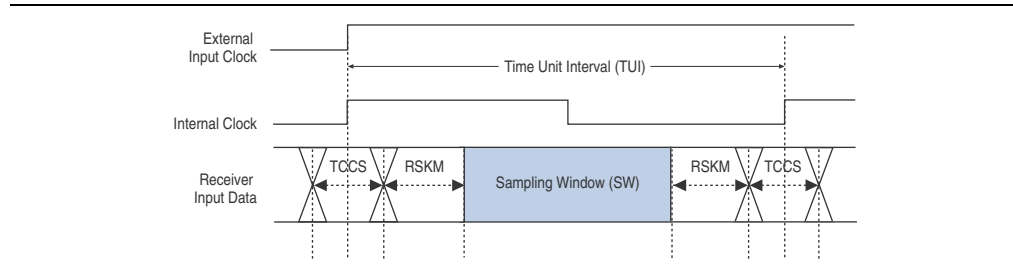 External
Input Clock
Time Unit Interval (TUI)
Internal Clock
TCCS
RSKM
RSKM
TCCS
Receiver
Input Data
Sampling Window (SW)